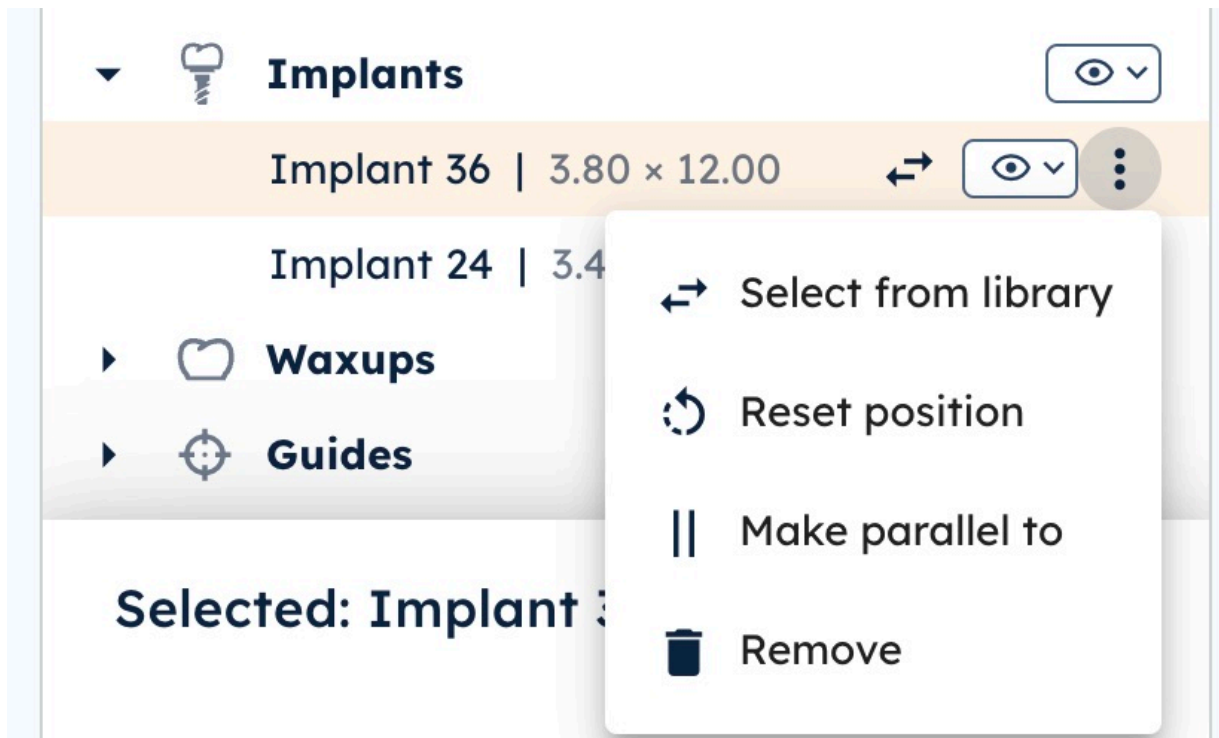 Implants
Implant 36 | 3.80 × 12.00
Implant 24 | 3.4
Select from library
Waxups
Reset position
Guides
Make parallel to
Selected: Implant
Remove